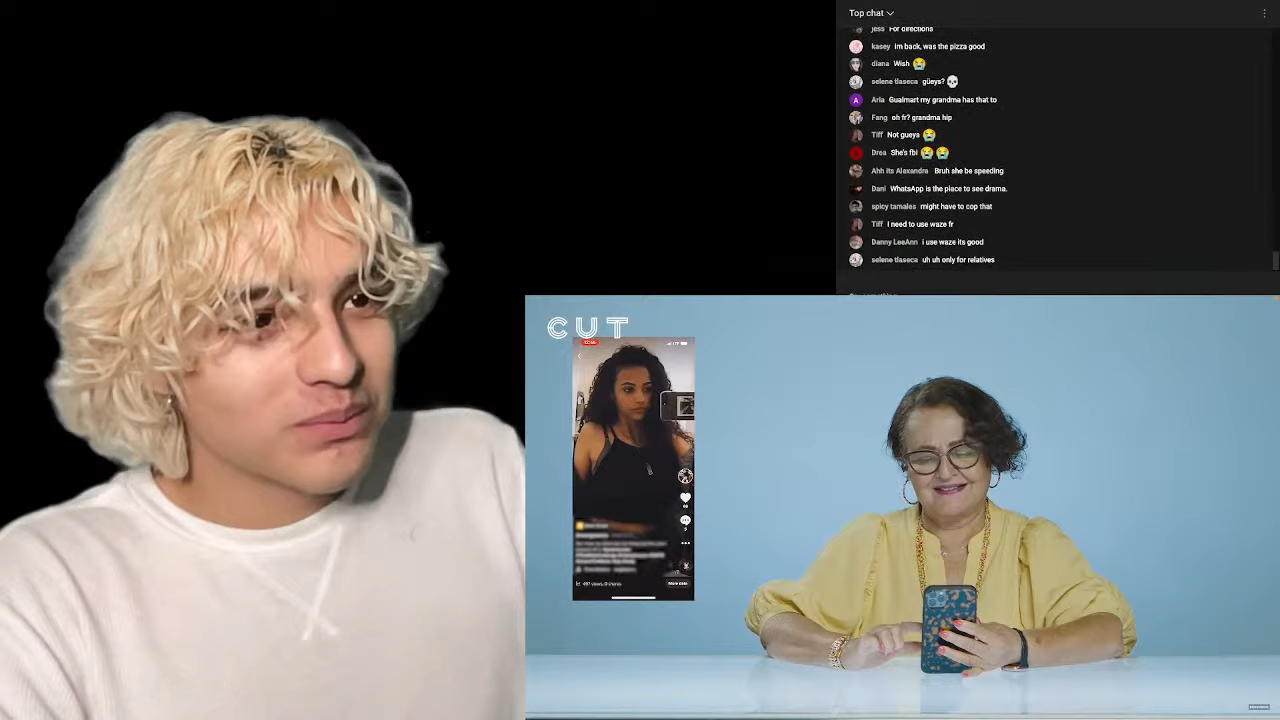 Top chat
jess For directions
kasey im back, was the pizza good
diana Wish 😭
selene tlaseca güeys? 💀
A Aria Gualmart my grandma has that to
Fang oh fr? grandma hip
Tiff Not gueya 😭
Drea She's fbi 😭 😭
Ahh its Alexandra Bruh she be speeding
Dani WhatsApp is the place to see drama.
spicy tamales might have to cop that
Tiff I need to use waze fr
Danny LeeAnn i use waze its good
selene tlaseca uh uh only for relatives
CUT